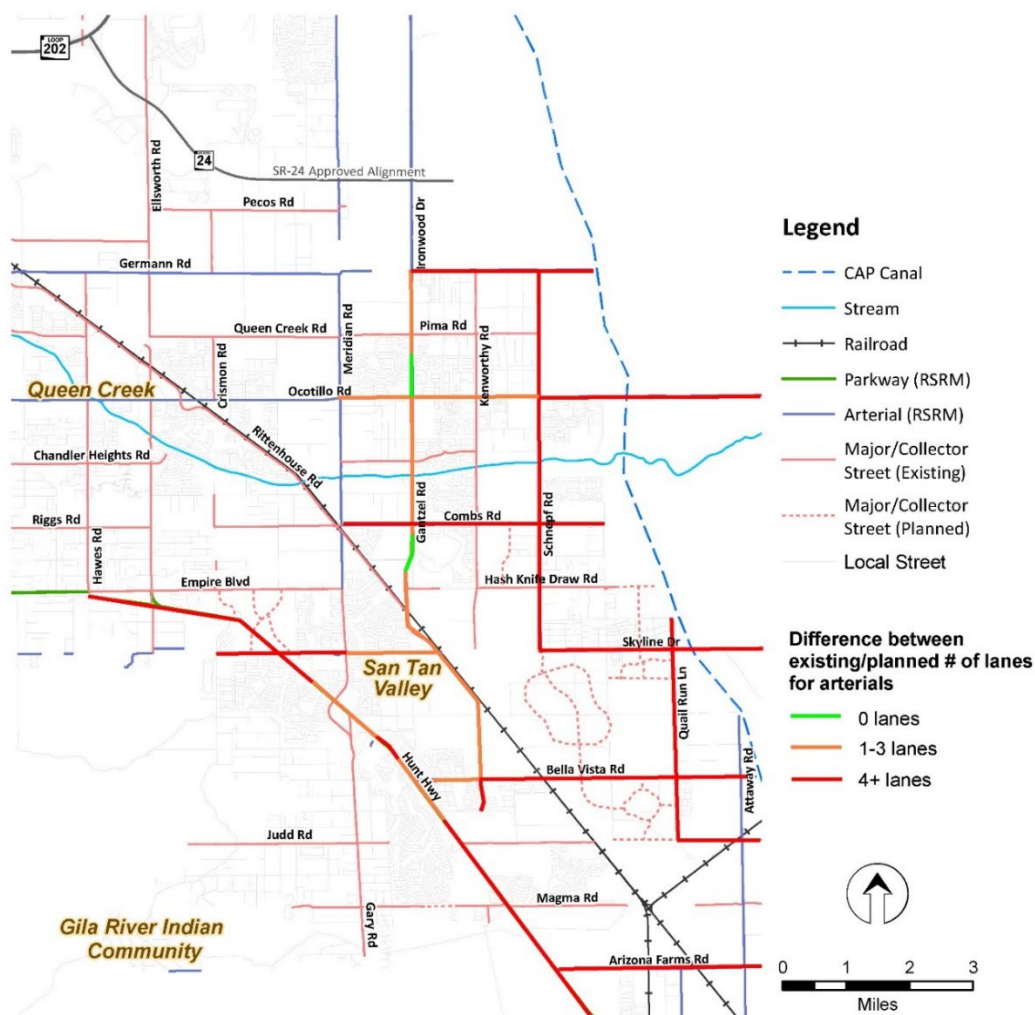 LOOP
202
24
SR-24 Approved Alignment
Ellsworth Rd
Pecos Rd
Ironwood Dr
Germann Rd
Meridian Rd
Queen Creek Rd
Pima Rd
Kenworthy Rd
Crismon Rd
Queen Creek
Ocotillo Rd
Rittenhouse Rd
Chandler Heights Rd
Gantzel Rd
Combs Rd
Schnepf Rd
Riggs Rd
Hawes Rd
Empire Blvd
Hash Knife Draw Rd
Skyline Dr
San Tan
Valley
Quail Run Ln
Attaway Rd
Hunt Hwy
Bella Vista Rd
Judd Rd
Gary Rd
Magma Rd
Gila River Indian
Community
Arizona Farms Rd
Legend
CAP Canal
Stream
Railroad
Parkway (RSRM)
Arterial (RSRM)
Major/Collector
Street (Existing)
Major/Collector
Street (Planned)
Local Street
Difference between
existing/planned # of lanes
for arterials
0 lanes
1-3 lanes
4+ lanes
0 1 2 3
Miles